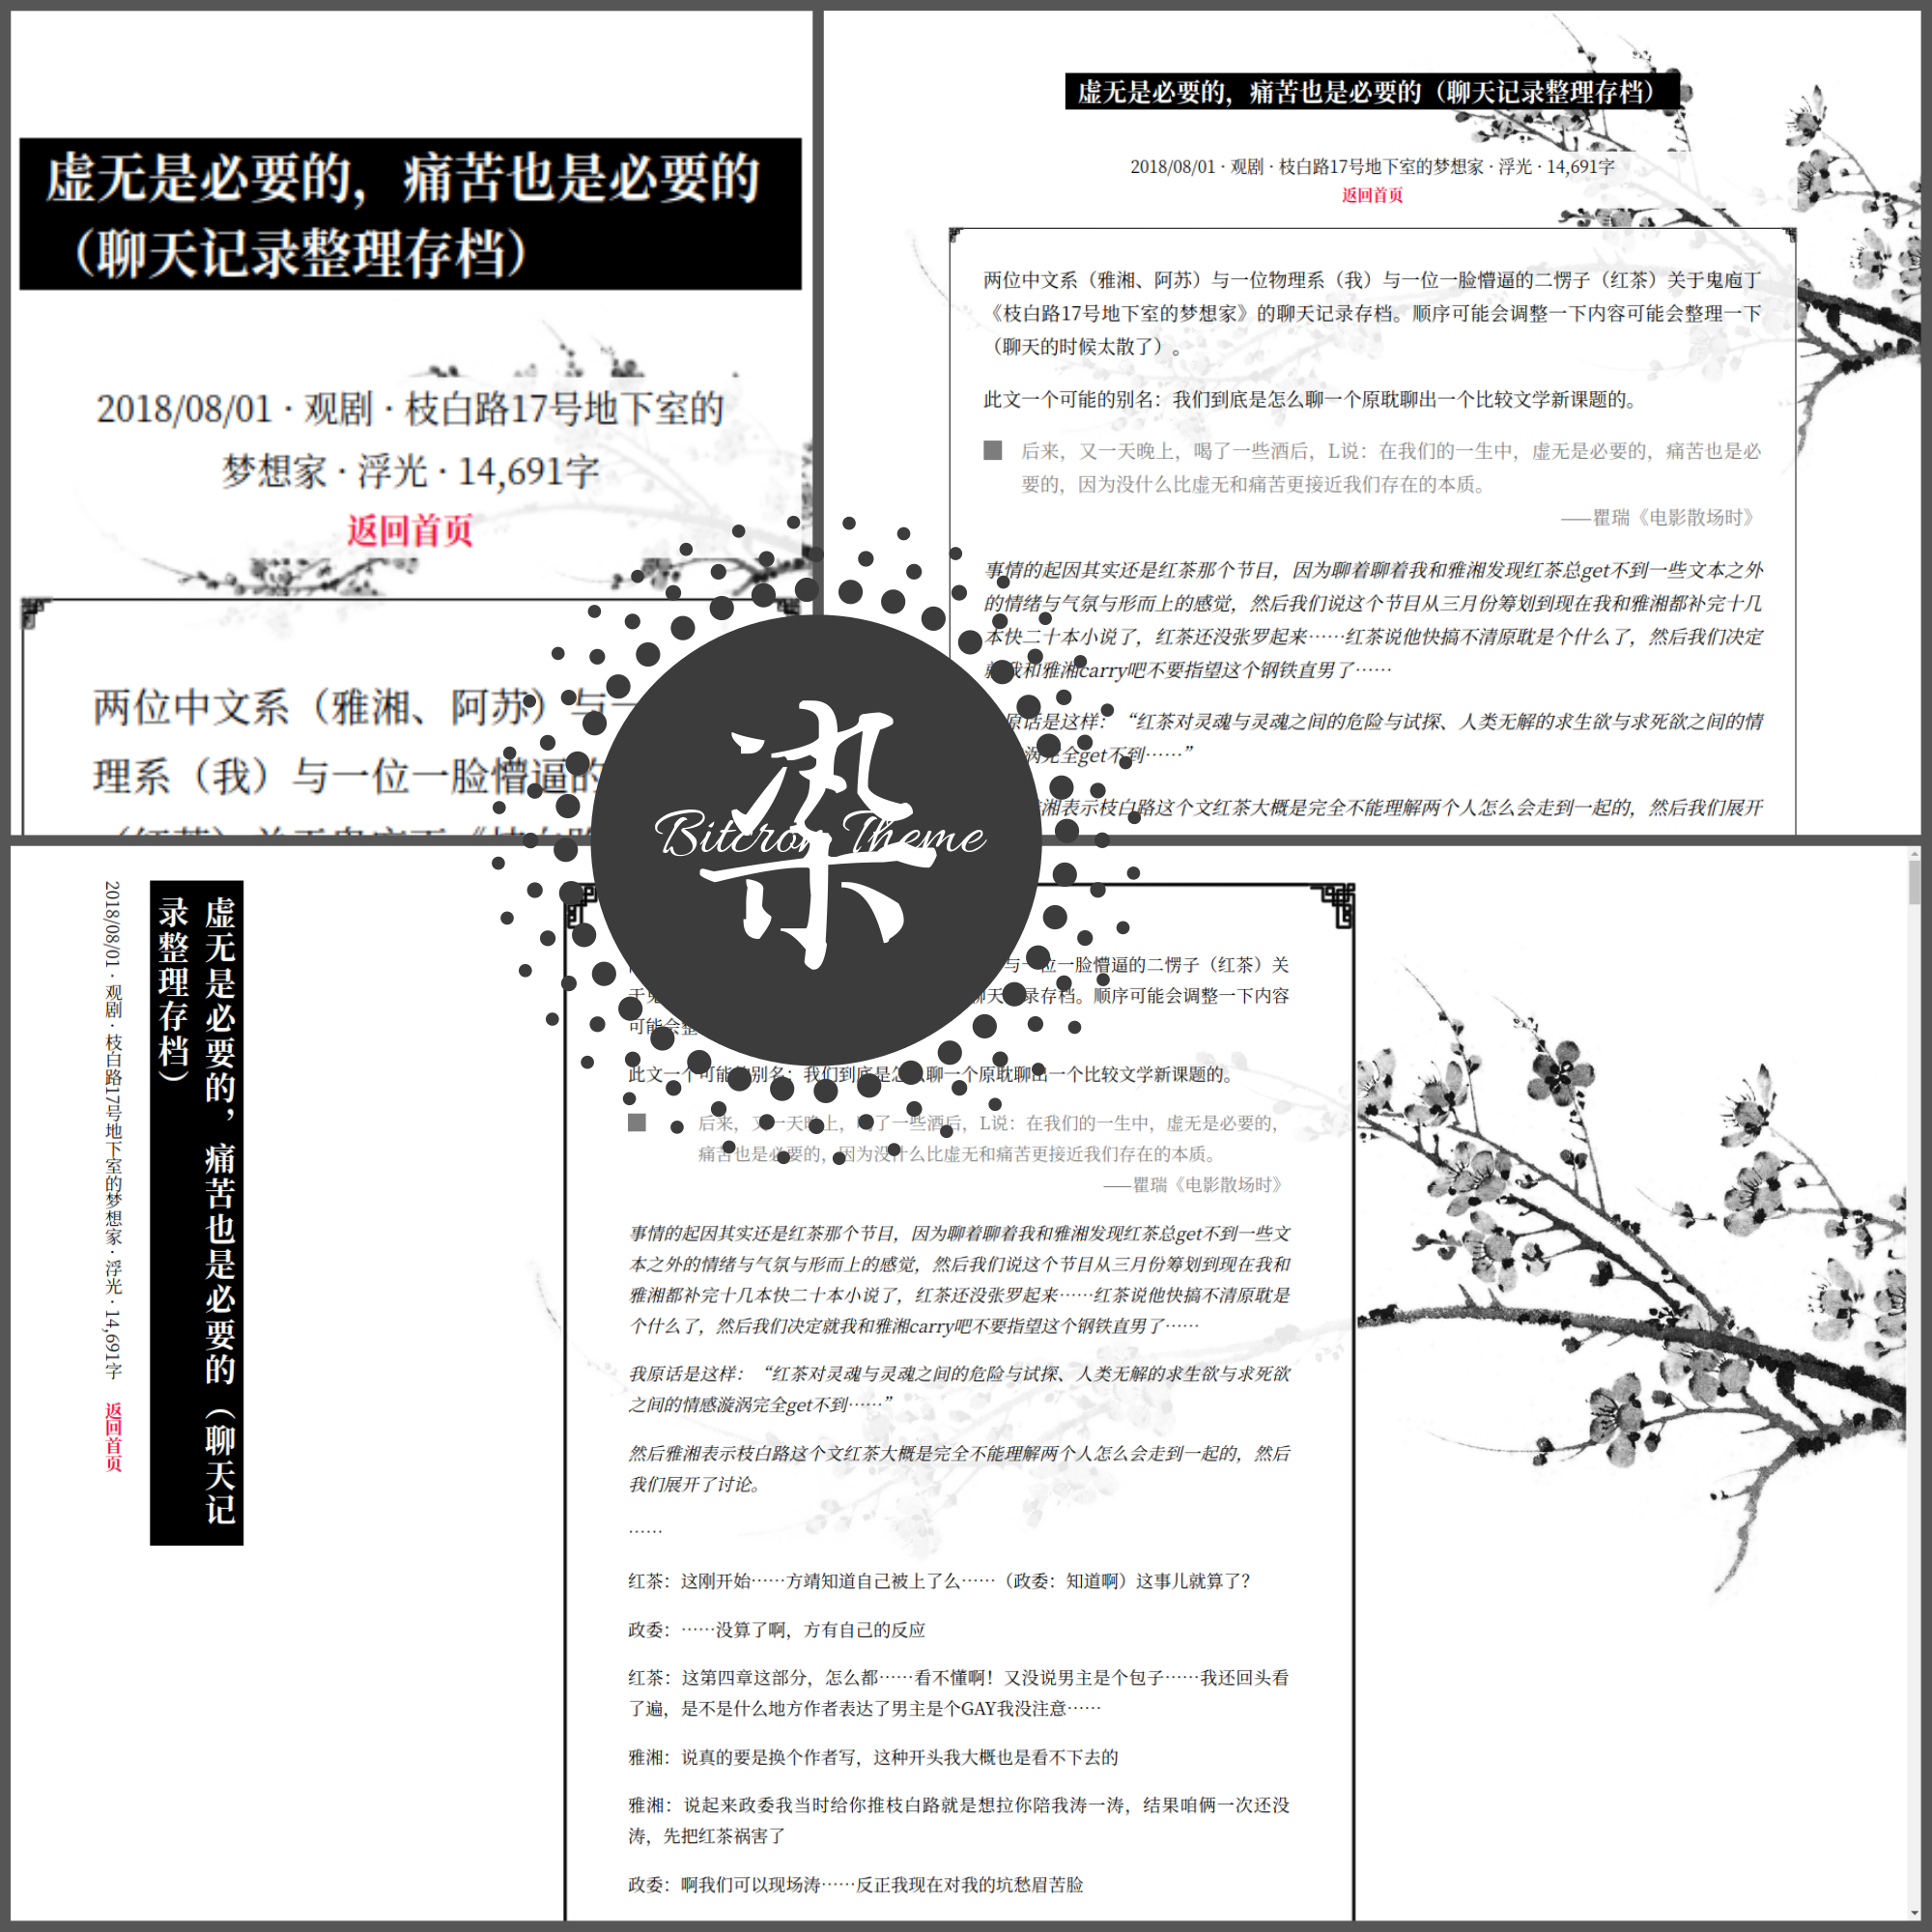 虚无是必要的，痛苦也是必要的
（聊天记录整理存档）
2018/08/01 · 观剧 · 枝白路17号地下室的
梦想家 · 浮光 · 14,691字
返回首页
两位中文系（雅湘、阿苏）与一
理系（我）与一位一脸懵逼的
虚无是必要的，痛苦也是必要的（聊天记录整理存档）
2018/08/01 · 观剧 · 枝白路17号地下室的梦想家 · 浮光 · 14,691字
返回首页
两位中文系（雅湘、阿苏）与一位物理系（我）与一位一脸懵逼的二愣子（红茶）关于鬼庖丁
《枝白路17号地下室的梦想家》的聊天记录存档。顺序可能会调整一下内容可能会整理一下
（聊天的时候太散了）。
此文一个可能的别名：我们到底是怎么聊一个原耽聊出一个比较文学新课题的。
后来，又一天晚上，喝了一些酒后，L说：在我们的一生中，虚无是必要的，痛苦也是必
要的，因为没什么比虚无和痛苦更接近我们存在的本质。
——瞿瑞《电影散场时》
事情的起因其实还是红茶那个节目，因为聊着聊着我和雅湘发现红茶总get不到一些文本之外
的情绪与气氛与形而上的感觉，然后我们说这个节目从三月份筹划到现在我和雅湘都补完十几
本快二十本小说了，红茶还没张罗起来……红茶说他快搞不清原耽是个什么了，然后我们决定
就我和雅湘carry吧不要指望这个钢铁直男了……
原话是这样：“红茶对灵魂与灵魂之间的危险与试探、人类无解的求生欲与求死欲之间的情
涡完全get不到……”
雅湘表示枝白路这个文红茶大概是完全不能理解两个人怎么会走到一起的，然后我们展开
染
Bitcron Theme
虚无是必要的，痛苦也是必要的（聊天记
录整理存档）
2018/08/01 · 观剧 · 枝白路17号地下室的梦想家 · 浮光 · 14,691字 返回首页
与一位一脸懵逼的二愣子（红茶）关
聊天记录存档。顺序可能会调整一下内容
可能会整
此文一个可能的别名：我们到底是怎么聊一个原耽聊出一个比较文学新课题的。
后来，又一天晚上，喝了一些酒后，L说：在我们的一生中，虚无是必要的，
痛苦也是必要的，因为没什么比虚无和痛苦更接近我们存在的本质。
——瞿瑞《电影散场时》
事情的起因其实还是红茶那个节目，因为聊着聊着我和雅湘发现红茶总get不到一些文
本之外的情绪与气氛与形而上的感觉，然后我们说这个节目从三月份筹划到现在我和
雅湘都补完十几本快二十本小说了，红茶还没张罗起来……红茶说他快搞不清原耽是
个什么了，然后我们决定就我和雅湘carry吧不要指望这个钢铁直男了……
我原话是这样：“红茶对灵魂与灵魂之间的危险与试探、人类无解的求生欲与求死欲
之间的情感漩涡完全get不到……”
然后雅湘表示枝白路这个文红茶大概是完全不能理解两个人怎么会走到一起的，然后
我们展开了讨论。
……
红茶：这刚开始……方靖知道自己被上了么……（政委：知道啊）这事儿就算了？
政委：……没算了啊，方有自己的反应
红茶：这第四章这部分，怎么都……看不懂啊！又没说男主是个包子……我还回头看
了遍，是不是什么地方作者表达了男主是个GAY我没注意……
雅湘：说真的要是换个作者写，这种开头我大概也是看不下去的
雅湘：说起来政委我当时给你推枝白路就是想拉你陪我涛一涛，结果咱俩一次还没
涛，先把红茶祸害了
政委：啊我们可以现场涛……反正我现在对我的坑愁眉苦脸